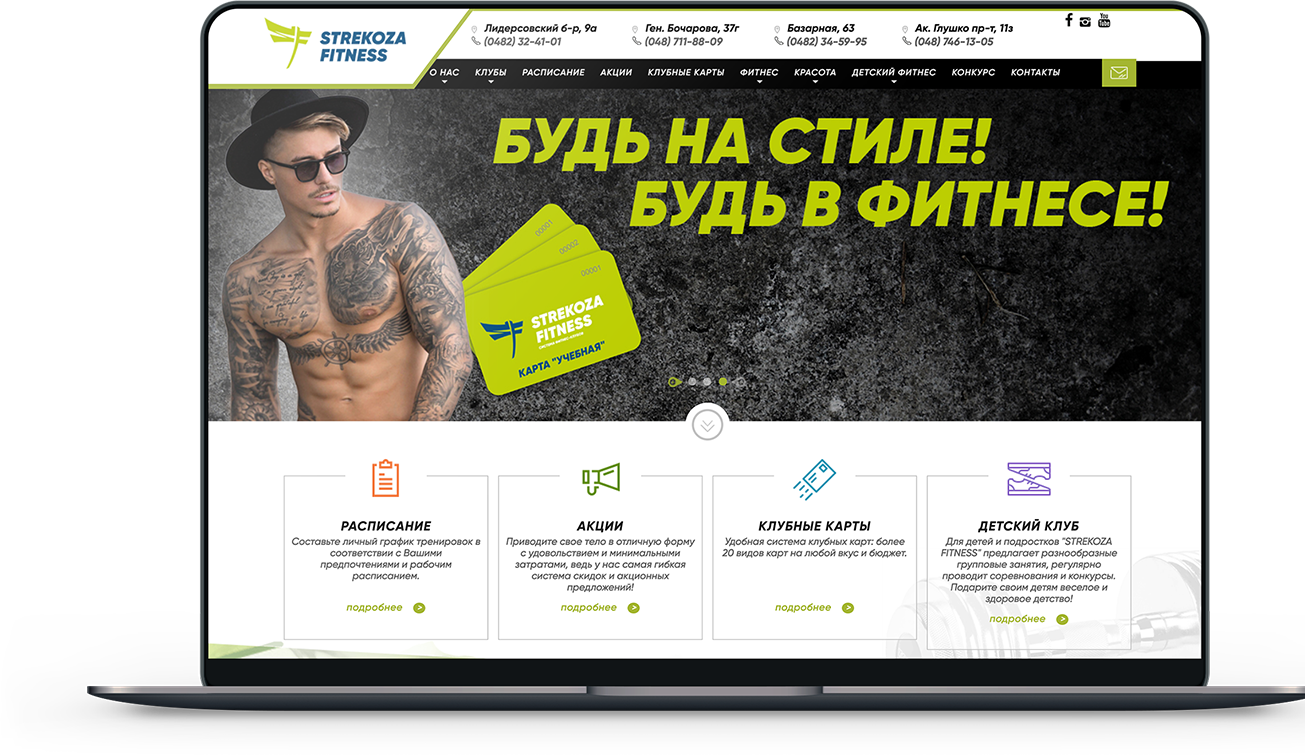 STREKOZA
FITNESS
Лидерсовский б-р, 9а
(0482) 32-41-01
Ген. Бочарова, 37г
(048) 711-88-09
Базарная, 63
(0482) 34-59-95
Ак. Глушко пр-т, 11з
(048) 746-13-05
You
Tube
О НАС КЛУБЫ РАСПИСАНИЕ АКЦИИ КЛУБНЫЕ КАРТЫ ФИТНЕС КРАСОТА ДЕТСКИЙ ФИТНЕС КОНКУРС КОНТАКТЫ
БУДЬ НА СТИЛЕ!
БУДЬ В ФИТНЕСЕ!
00001
00002
00001
STREKOZA
FITNESS
КАРТА "УЧЕБНАЯ"
РАСПИСАНИЕ
Составьте личный график тренировок в
соответствии с Вашими
предпочтениями и рабочим
расписанием.
подробнее
АКЦИИ
Приводите свое тело в отличную форму
с удовольствием и минимальными
затратами, ведь у нас самая гибкая
система скидок и акционных
предложений!
подробнее
КЛУБНЫЕ КАРТЫ
Удобная система клубных карт: более
20 видов карт на любой вкус и бюджет.
подробнее
ДЕТСКИЙ КЛУБ
Для детей и подростков "STREKOZA
FITNESS" предлагает разнообразные
групповые занятия, регулярно
проводит соревнования и конкурсы.
Подарите своим детям веселое и
здоровое детство!
подробнее